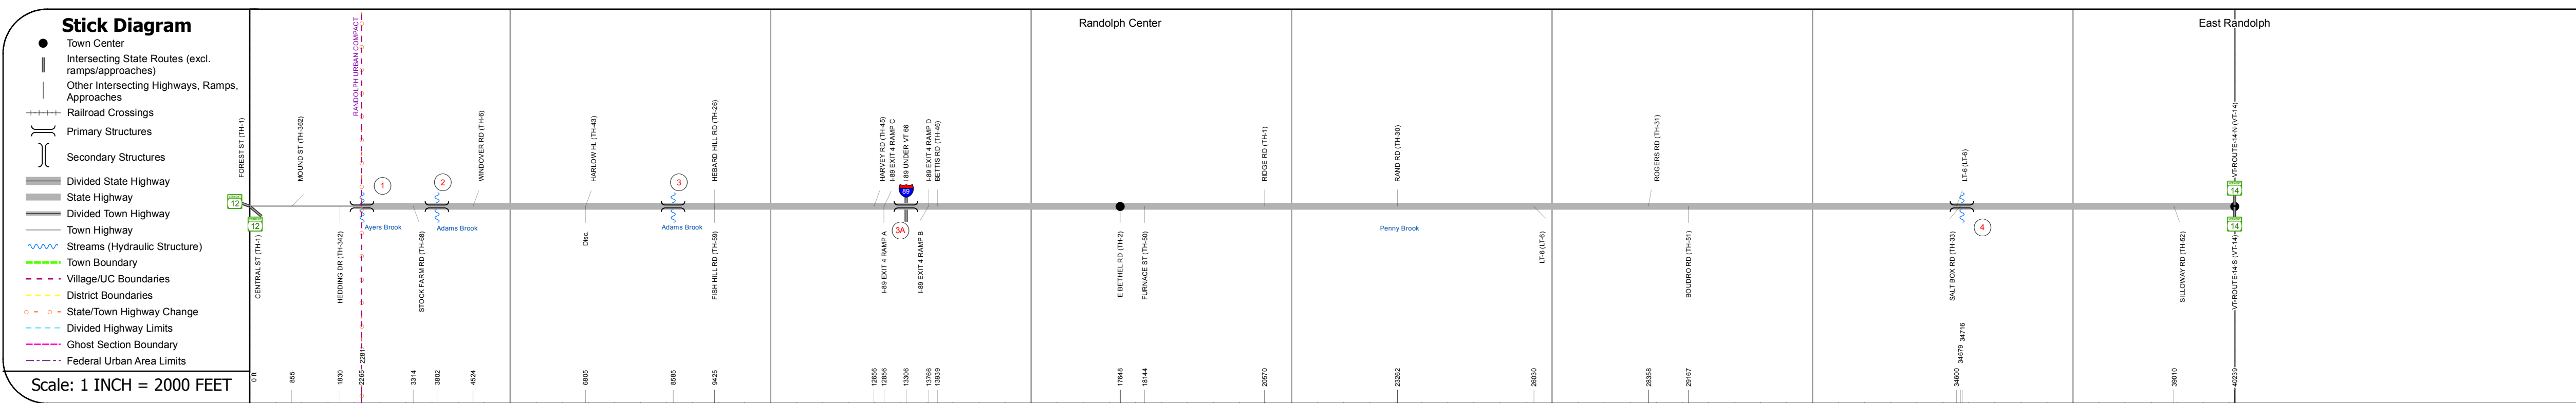 Stick Diagram
Town Center
Intersecting State Routes (excl.
ramps/approaches)
Other Intersecting Highways, Ramps,
Approaches
Railroad Crossings
Primary Structures
Secondary Structures
Divided State Highway
State Highway
Divided Town Highway
Town Highway
Streams (Hydraulic Structure)
Town Boundary
Village/UC Boundaries
District Boundaries
State/Town Highway Change
Divided Highway Limits
Ghost Section Boundary
Federal Urban Area Limits
Scale: 1 INCH = 2000 FEET
Randolph Center
East Randolph
FOREST ST (TH-1)
MOUND ST (TH-362)
RANDOLPH URBAN COMPACT
WINDOVER RD (TH-6)
HARLOW HL (TH-43)
HEBARD HILL RD (TH-26)
HARVEY RD (TH-45)
I-89 EXIT 4 RAMP C
I 89 UNDER VT 66
I-89 EXIT 4 RAMP D
BETTIS RD (TH-46)
RIDGE RD (TH-1)
RAND RD (TH-30)
ROGERS RD (TH-31)
LT-6 (LT-6)
VT-ROUTE-14 N (VT-14)
12
12
1
2
3
89
3A
4
14
14
Ayers Brook
Adams Brook
Adams Brook
Penny Brook
CENTRAL ST (TH-1)
HEDDING DR (TH-342)
STOCK FARM RD (TH-68)
Disc.
FISH HILL RD (TH-59)
I-89 EXIT 4 RAMP A
I-89 EXIT 4 RAMP B
E BETHEL RD (TH-2)
FURNACE ST (TH-50)
LT-6 (LT-6)
BOUDRO RD (TH-51)
SALT BOX RD (TH-33)
SILLOWAY RD (TH-52)
VT-ROUTE-14 S (VT-14)
0 ft
855
1830
2265
2281
3314
3802
4524
6805
8585
9425
12656
12856
13306
13766
13939
17648
18144
20570
23262
26030
28358
29167
34600
34679
34716
39010
40239